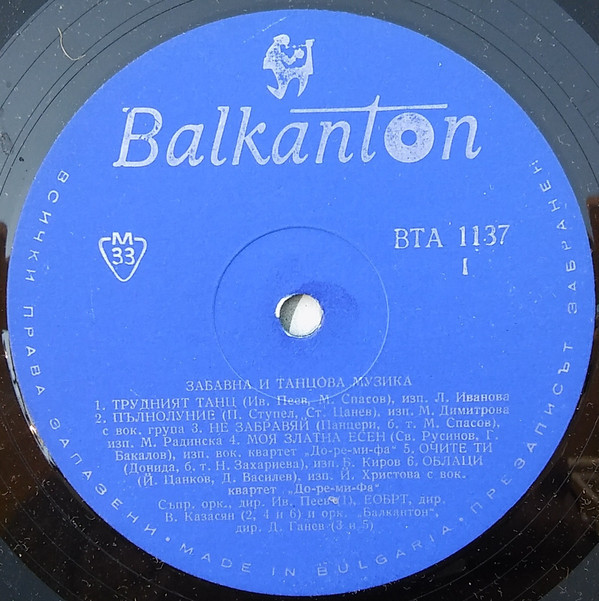 Balkanton
М
33
ВТА 1137
I
ЗАБАВНА И ТАНЦОВА МУЗИКА
1. ТРУДНИЯТ ТАНЦ (Ив. Пеев, М. Спасов), изп. Л. Иванова
2. ПЪЛНОЛУНИЕ (П. Ступел, Ст. Цанев), изп. М. Димитрова
с вок. група 3. НЕ ЗАБРАВЯЙ (Панцери, б. т. М. Спасов),
изп. М. Радинска 4. МОЯ ЗЛАТНА ЕСЕН (Св. Русинов, Г.
Бакалов), изп. вок. квартет „До-ре-ми-фа“ 5. ОЧИТЕ ТИ
(Донида, б. т. Н. Захариева), изп. Б. Киров 6. ОБЛАЦИ
(Й. Цанков, Д. Василев), изп. Й. Христова с вок.
квартет „До-ре-ми-фа“
Съпр. орк., дир. Ив. Пеев (1), ЕОБРТ, дир.
В. Казасян (2, 4 и 6) и орк. „Балкантон“,
дир. Д. Ганев (3 и 5)
ВСИЧКИ ПРАВА ЗАПАЗЕНИ • MADE IN BULGARIA • ПРЕЗАПИСЪТ ЗАБРАНЕН!